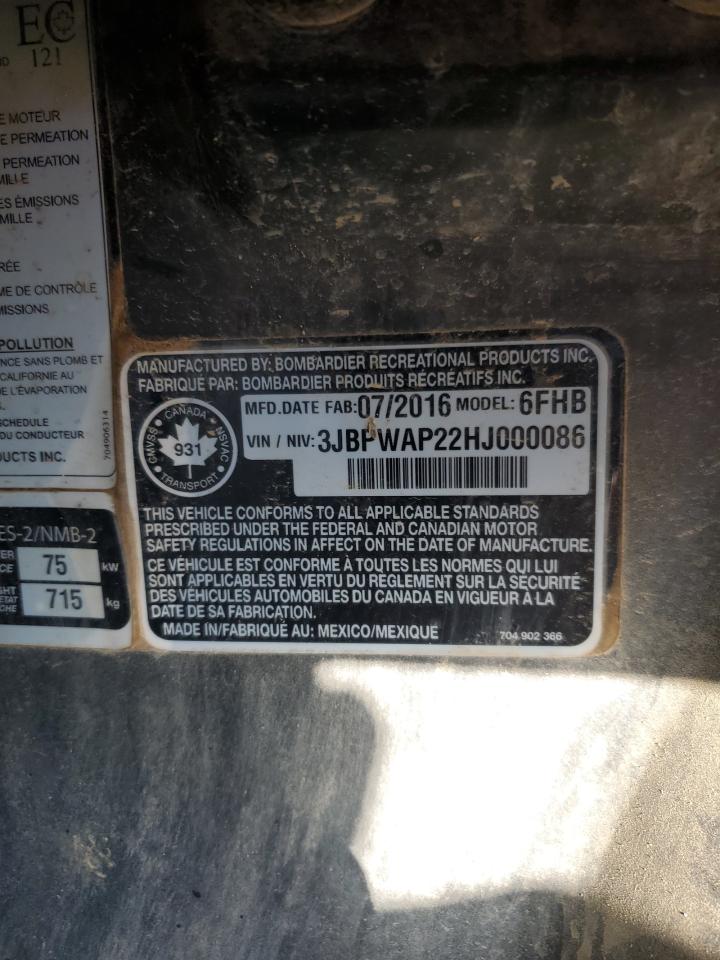 EC
121
E MOTEUR
E PERMEATION
PERMEATION
MILLE
ES ÉMISSIONS
MILLE
RÉE
ME DE CONTRÔLE
MISSIONS
POLLUTION
NCE SANS PLOMB ET
CALIFORNIE AU
DE L'ÉVAPORATION
SCHEDULE
DU CONDUCTEUR
DUCTS INC.
704906314
ES-2/NMB-2
75 kW
715 kg
MANUFACTURED BY: BOMBARDIER RECREATIONAL PRODUCTS INC.
FABRIQUÉ PAR: BOMBARDIER PRODUITS RÉCRÉATIFS INC.
CANADA
CMVSS
NSVAC
931
TRANSPORT
MFD.DATE FAB: 07/2016 MODEL: 6FHB
VIN / NIV: 3JBPWAP22HJ000086
THIS VEHICLE CONFORMS TO ALL APPLICABLE STANDARDS
PRESCRIBED UNDER THE FEDERAL AND CANADIAN MOTOR
SAFETY REGULATIONS IN AFFECT ON THE DATE OF MANUFACTURE.
CE VÉHICULE EST CONFORME À TOUTES LES NORMES QUI LUI
SONT APPLICABLES EN VERTU DU REGLEMENT SUR LA SÉCURITÉ
DES VÉHICULES AUTOMOBILES DU CANADA EN VIGUEUR À LA
DATE DE SA FABRICATION.
MADE IN/FABRIQUÉ AU: MEXICO/MEXIQUE
704 902 366